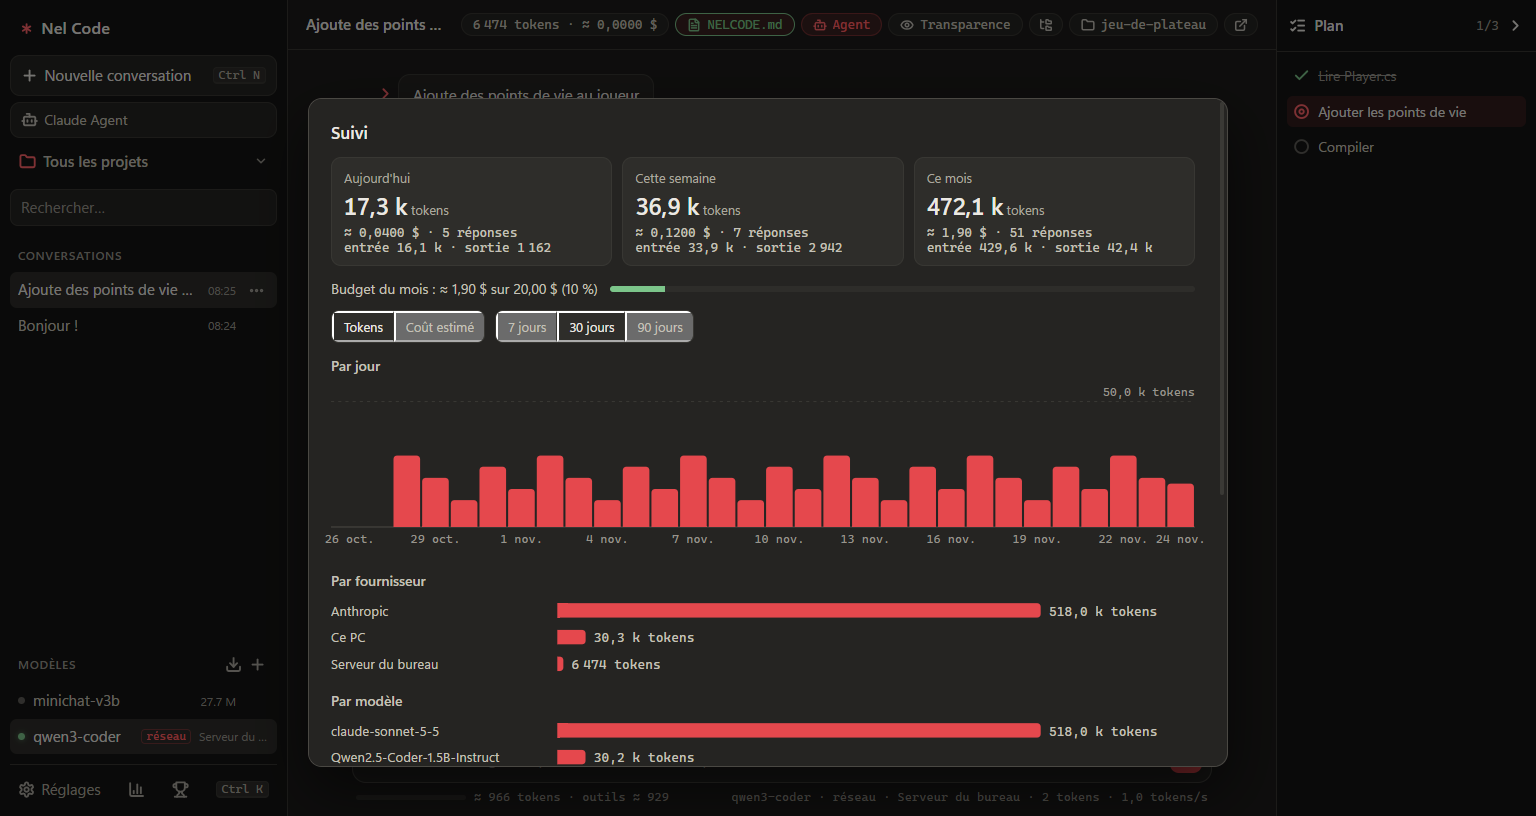 Nel Code
Nouvelle conversation Ctrl N
Claude Agent
Tous les projets
Rechercher...
CONVERSATIONS
Ajoute des points de vie ... 08:25
Bonjour ! 08:24
MODÈLES
minichat-v3b 27.7 M
qwen3-coder réseau Serveur du ...
Réglages Ctrl K
Ajoute des points ... 6 474 tokens · ≈ 0,0000 $ NELCODE.md Agent Transparence jeu-de-plateau
Ajoute des points de vie au joueur
Suivi
Aujourd'hui
17,3 k tokens
≈ 0,0400 $ · 5 réponses
entrée 16,1 k · sortie 1 162
Cette semaine
36,9 k tokens
≈ 0,1200 $ · 7 réponses
entrée 33,9 k · sortie 2 942
Ce mois
472,1 k tokens
≈ 1,90 $ · 51 réponses
entrée 429,6 k · sortie 42,4 k
Budget du mois : ≈ 1,90 $ sur 20,00 $ (10 %)
Tokens Coût estimé 7 jours 30 jours 90 jours
Par jour
50,0 k tokens
26 oct. 29 oct. 1 nov. 4 nov. 7 nov. 10 nov. 13 nov. 16 nov. 19 nov. 22 nov. 24 nov.
Par fournisseur
Anthropic 518,0 k tokens
Ce PC 30,3 k tokens
Serveur du bureau 6 474 tokens
Par modèle
claude-sonnet-5-5 518,0 k tokens
Qwen2.5-Coder-1.5B-Instruct 30,2 k tokens
≈ 966 tokens · outils ≈ 929 qwen3-coder · réseau · Serveur du bureau · 2 tokens · 1,0 tokens/s
Plan 1/3
Lire Player.cs
Ajouter les points de vie
Compiler